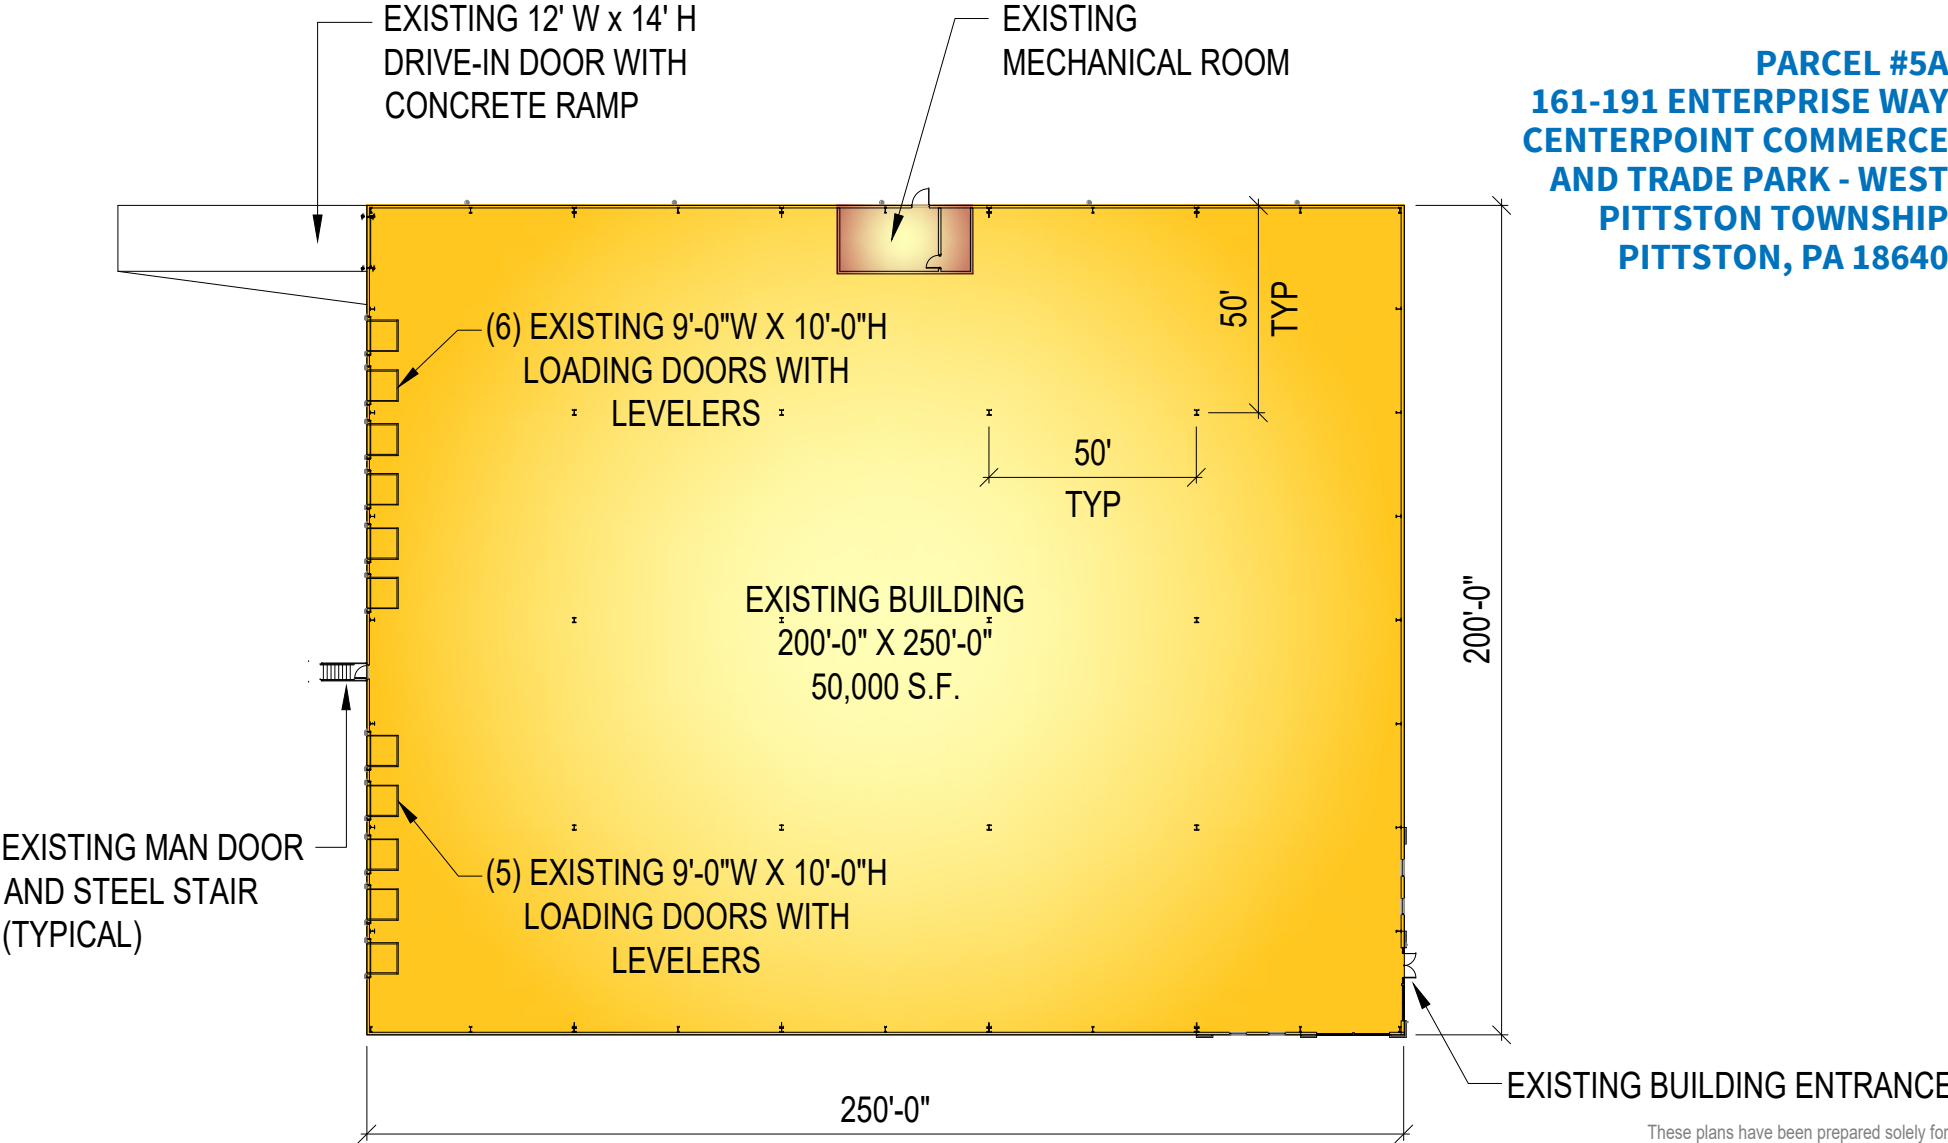 EXISTING 12' W x 14' H
DRIVE-IN DOOR WITH
CONCRETE RAMP
EXISTING
MECHANICAL ROOM
PARCEL #5A
161-191 ENTERPRISE WAY
CENTERPOINT COMMERCE
AND TRADE PARK - WEST
PITTSTON TOWNSHIP
PITTSTON, PA 18640
50'
TYP
(6) EXISTING 9'-0"W X 10'-0"H
LOADING DOORS WITH
LEVELERS
50'
TYP
EXISTING BUILDING
200'-0" X 250'-0"
50,000 S.F.
200'-0"
EXISTING MAN DOOR
AND STEEL STAIR
(TYPICAL)
(5) EXISTING 9'-0"W X 10'-0"H
LOADING DOORS WITH
LEVELERS
EXISTING BUILDING ENTRANCE
250'-0"
These plans have been prepared solely for